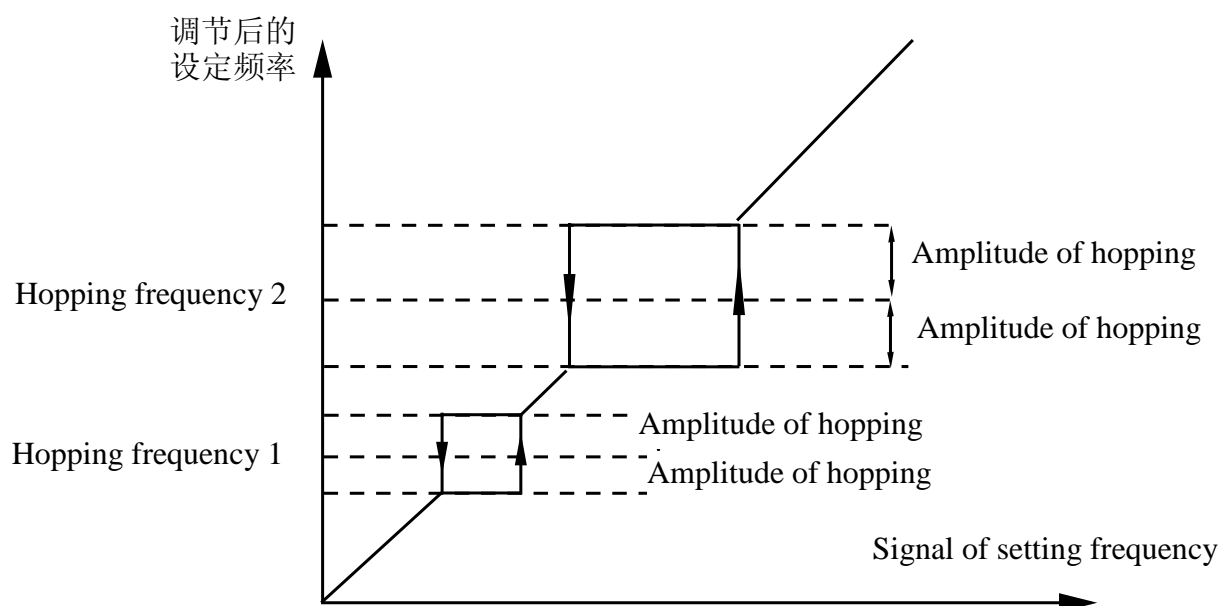 调节后的
设定频率
Amplitude of hopping
Hopping frequency 2
Amplitude of hopping
Amplitude of hopping
Hopping frequency 1
Amplitude of hopping
Signal of setting frequency